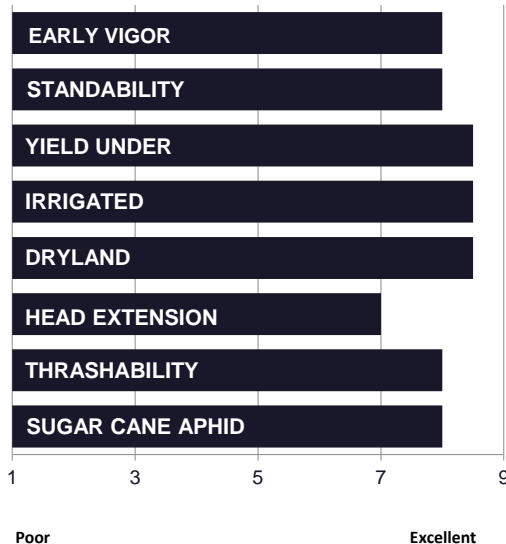 EARLY VIGOR
STANDABILITY
YIELD UNDER
IRRIGATED
DRYLAND
HEAD EXTENSION
THRASHABILITY
SUGAR CANE APHID
1 3 5 7 9
Poor Excellent